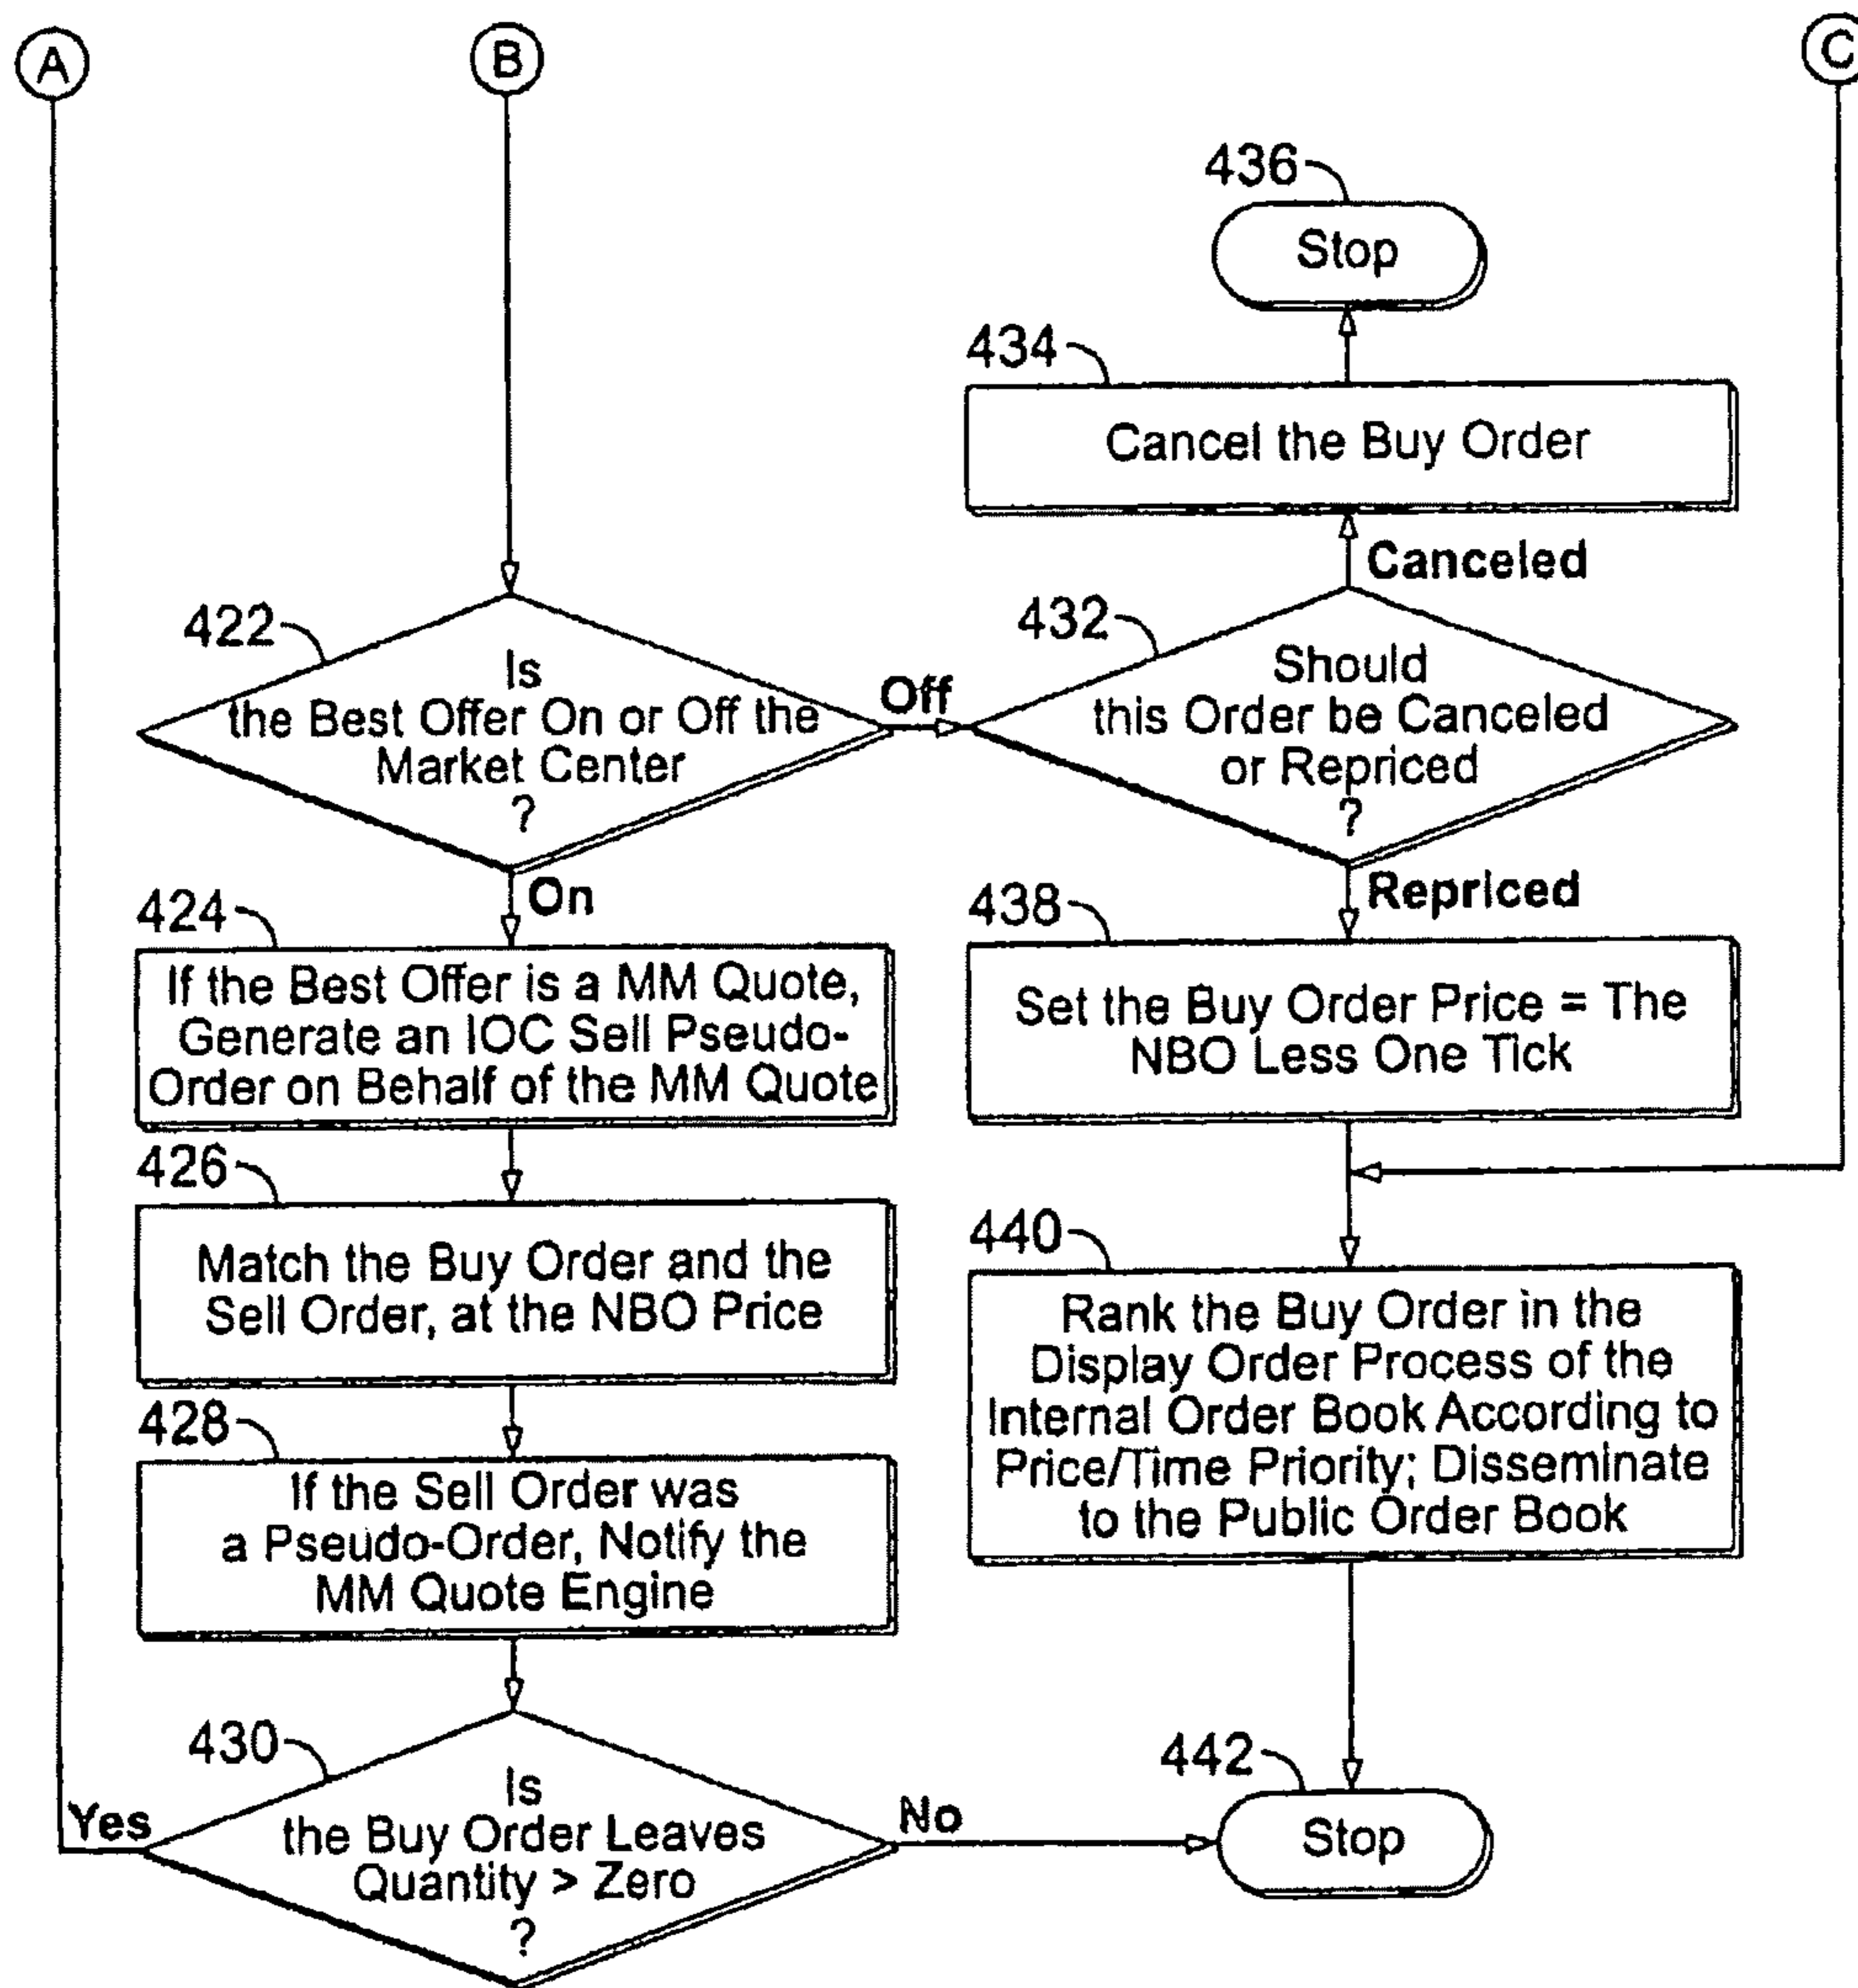 A
B
C
436
Stop
434
Cancel the Buy Order
Canceled
422
Is
the Best Offer On or Off the
Market Center
?
Off
432
Should
this Order be Canceled
or Repriced
?
On
Repriced
424
If the Best Offer is a MM Quote,
Generate an IOC Sell Pseudo-
Order on Behalf of the MM Quote
438
Set the Buy Order Price = The
NBO Less One Tick
426
Match the Buy Order and the
Sell Order, at the NBO Price
440
Rank the Buy Order in the
Display Order Process of the
Internal Order Book According to
Price/Time Priority; Disseminate
to the Public Order Book
428
If the Sell Order was
a Pseudo-Order, Notify the
MM Quote Engine
430
Is
the Buy Order Leaves
Quantity > Zero
?
Yes
No
442
Stop